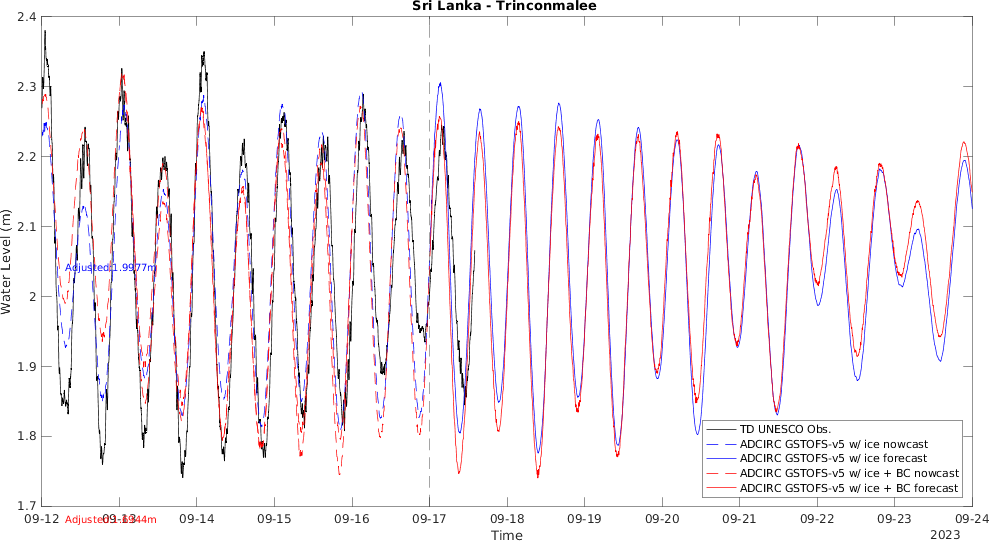 Sri Lanka - Trinconmalee
2.4
2.3
2.2
2.1
2
1.9
1.8
1.7
Water Level (m)
Adjusted:1.9977m
TD UNESCO Obs.
ADCIRC GSTOFS-v5 w/ ice nowcast
ADCIRC GSTOFS-v5 w/ ice forecast
ADCIRC GSTOFS-v5 w/ ice + BC nowcast
ADCIRC GSTOFS-v5 w/ ice + BC forecast
09-12 09-13 09-14 09-15 09-16 09-17 09-18 09-19 09-20 09-21 09-22 09-23 09-24
Time
2023